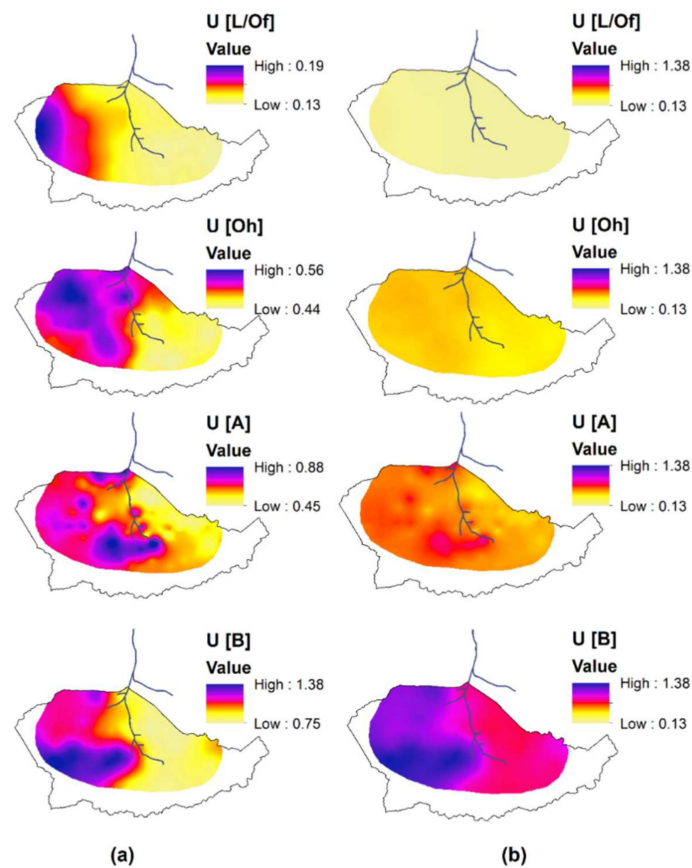 U [L/Of]
Value
High : 0.19
Low : 0.13
U [L/Of]
Value
High : 1.38
Low : 0.13
U [Oh]
Value
High : 0.56
Low : 0.44
U [Oh]
Value
High : 1.38
Low : 0.13
U [A]
Value
High : 0.88
Low : 0.45
U [A]
Value
High : 1.38
Low : 0.13
U [B]
Value
High : 1.38
Low : 0.75
U [B]
Value
High : 1.38
Low : 0.13
(a)
(b)